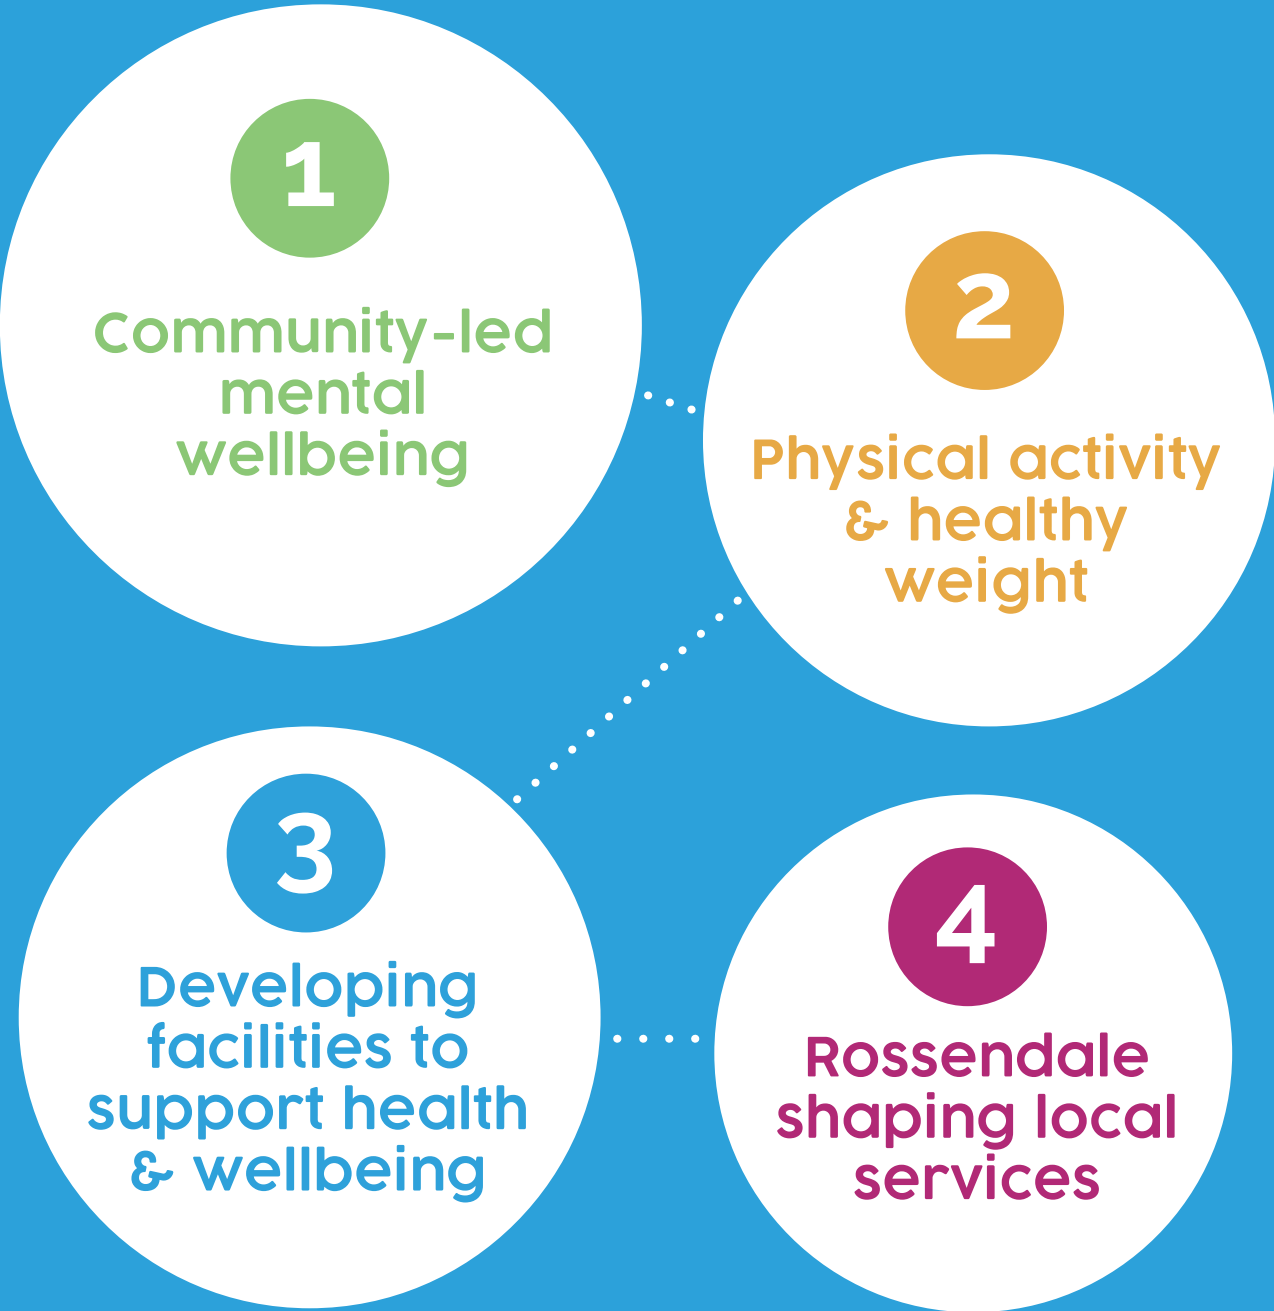 1
Community-led
mental
wellbeing
2
Physical activity
& healthy
weight
3
Developing
facilities to
support health
& wellbeing
4
Rossendale
shaping local
services